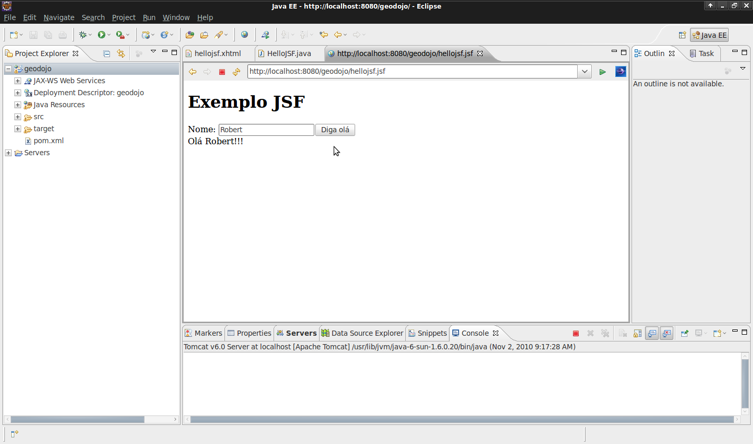 Java EE - http://localhost:8080/geodojo/ - Eclipse
File Edit Navigate Search Project Run Window Help
Java EE
Project Explorer
hellojsf.xhtml HelloJSF.java http://localhost:8080/geodojo/hellojsf.jsf
Outlin Task
geodojo
JAX-WS Web Services
Deployment Descriptor: geodojo
Java Resources
src
target
pom.xml
Servers
http://localhost:8080/geodojo/hellojsf.jsf
Exemplo JSF
Nome: Robert Diga olá
Olá Robert!!!
An outline is not available.
Markers Properties Servers Data Source Explorer Snippets Console
Tomcat v6.0 Server at localhost [Apache Tomcat] /usr/lib/jvm/java-6-sun-1.6.0.20/bin/java (Nov 2, 2010 9:17:28 AM)